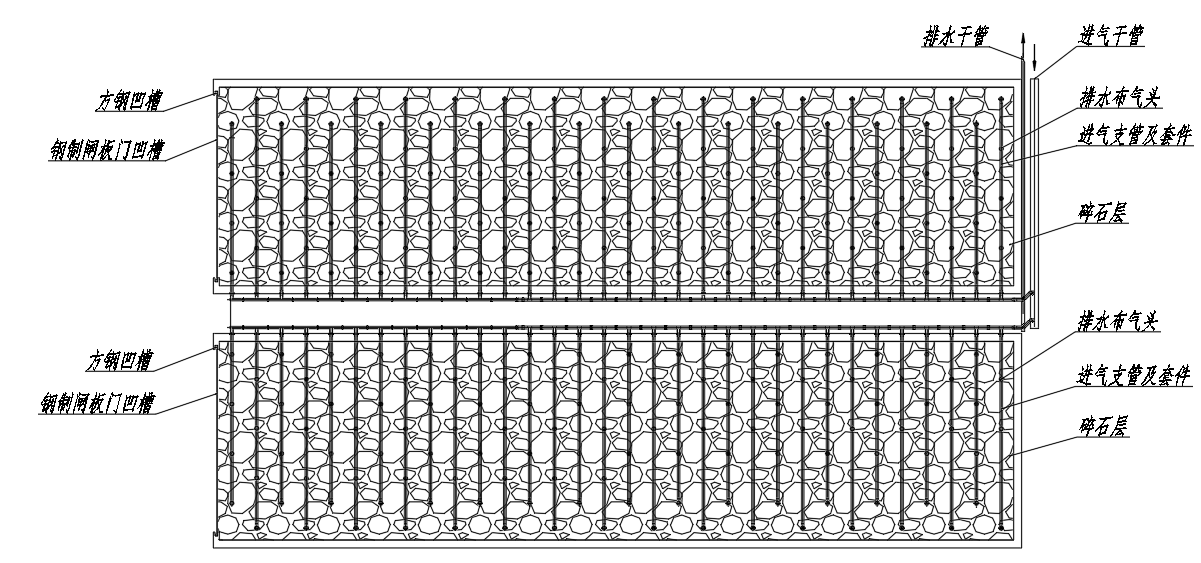 排水干管
进气干管
方钢凹槽
排水布气头
进气支管及套件
钢制闸板门凹槽
碎石层
排水布气头
方钢凹槽
进气支管及套件
钢制闸板门凹槽
碎石层